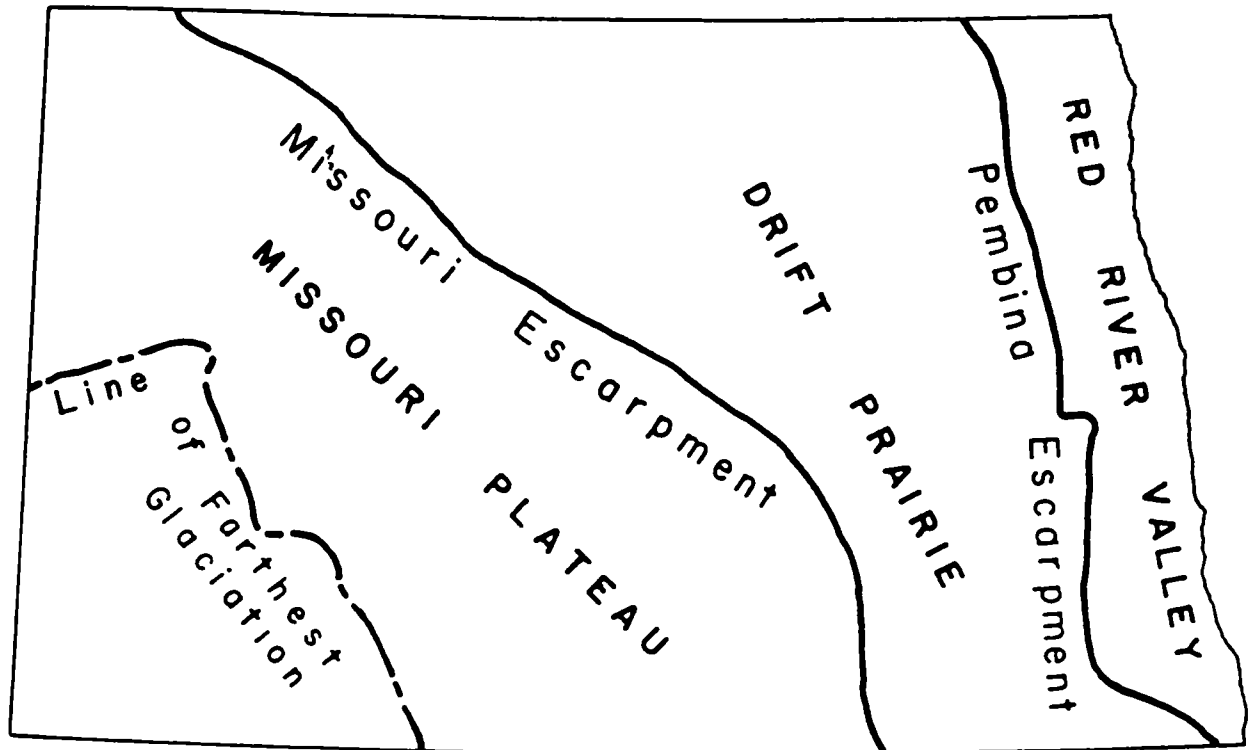 Missouri Escarpment
MISSOURI PLATEAU
DRIFT PRAIRIE
Pembina Escarpment
RED RIVER VALLEY
Line of Farthest
Glaciation